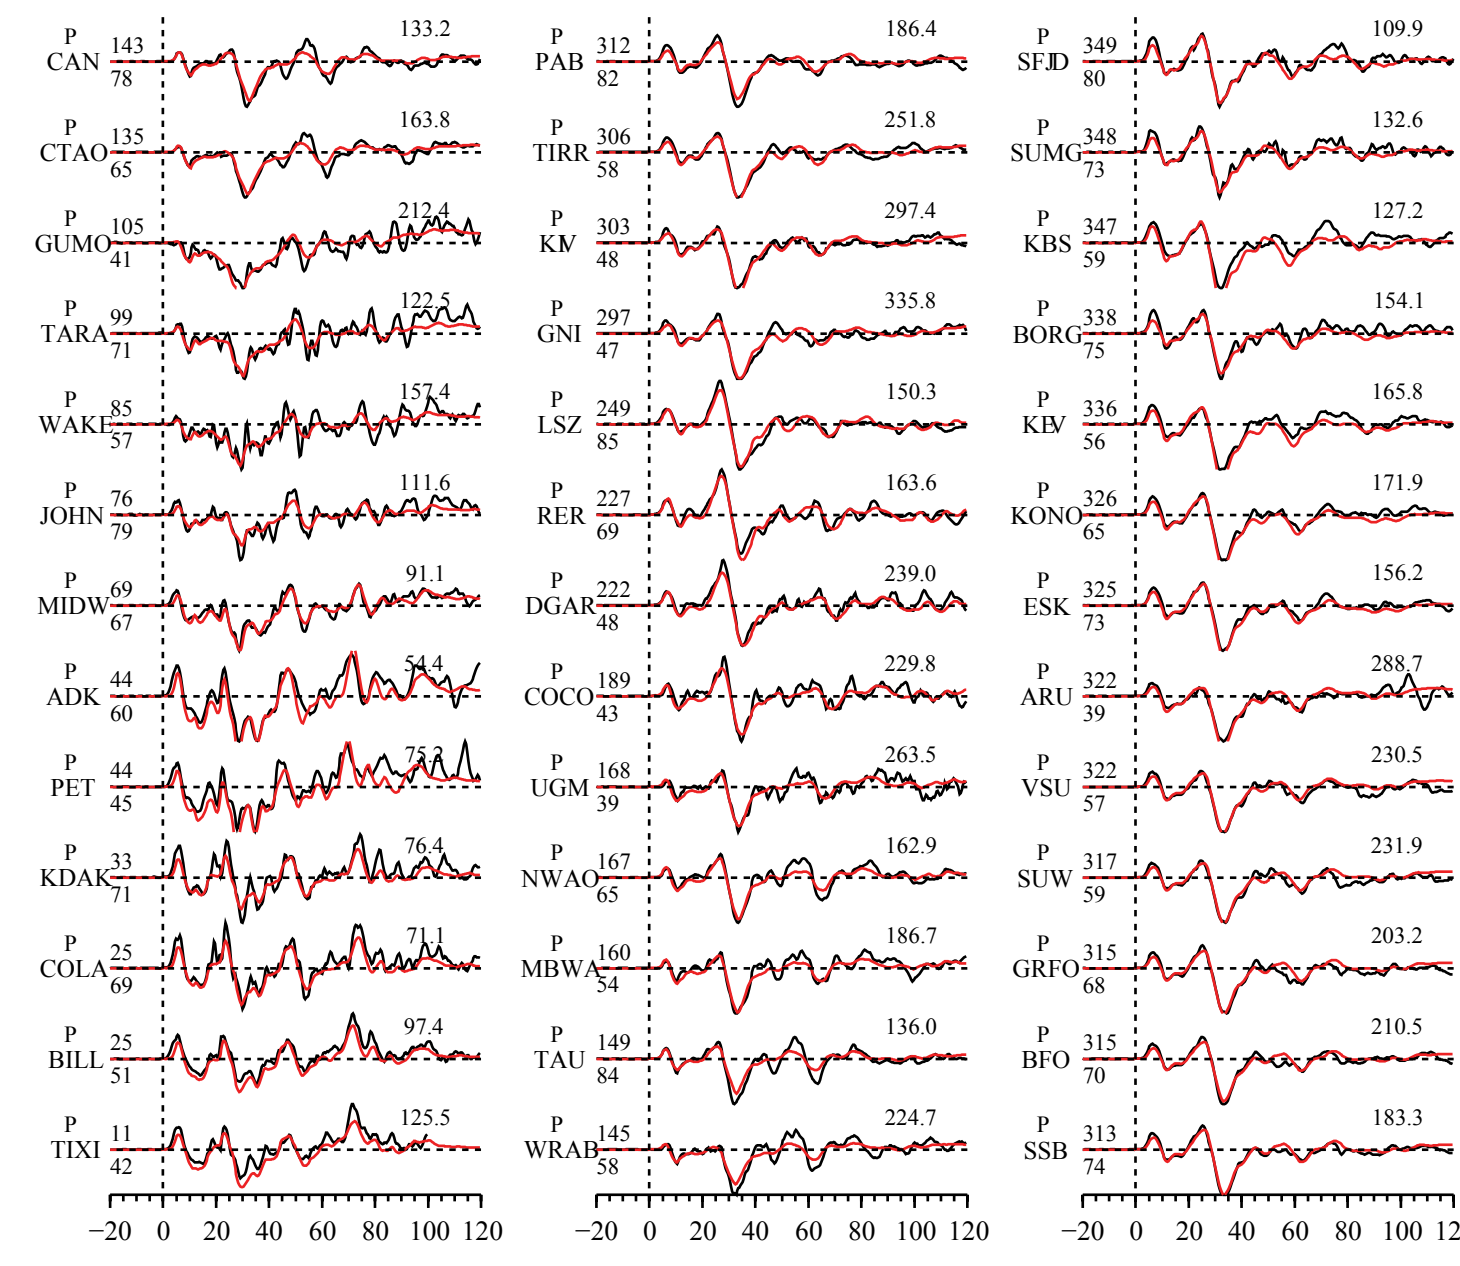 P
CAN 143 78 133.2
P
CTAO 135 65 163.8
P
GUMO 105 41 212.4
P
TARA 99 71 122.5
P
WAKE 85 57 157.4
P
JOHN 76 79 111.6
P
MIDW 69 67 91.1
P
ADK 44 60 54.4
P
PET 44 45 75.2
P
KDAK 33 71 76.4
P
COLA 25 69 71.1
P
BILL 25 51 97.4
P
TIXI 11 42 125.5
−20 0 20 40 60 80 100 120
P
PAB 312 82 186.4
P
TIRR 306 58 251.8
P
KIV 303 48 297.4
P
GNI 297 47 335.8
P
LSZ 249 85 150.3
P
RER 227 69 163.6
P
DGAR 222 48 239.0
P
COCO 189 43 229.8
P
UGM 168 39 263.5
P
NWAO 167 65 162.9
P
MBWA 160 54 186.7
P
TAU 149 84 136.0
P
WRAB 145 58 224.7
−20 0 20 40 60 80 100 120
P
SFJD 349 80 109.9
P
SUMG 348 73 132.6
P
KBS 347 59 127.2
P
BORG 338 75 154.1
P
KEV 336 56 165.8
P
KONO 326 65 171.9
P
ESK 325 73 156.2
P
ARU 322 39 288.7
P
VSU 322 57 230.5
P
SUW 317 59 231.9
P
GRFO 315 68 203.2
P
BFO 315 70 210.5
P
SSB 313 74 183.3
−20 0 20 40 60 80 100 12